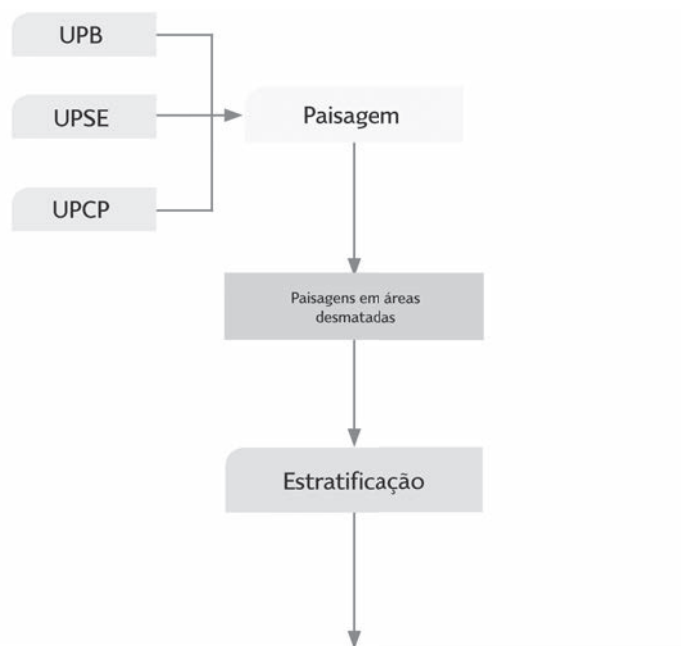 UPB
UPSE
Paisagem
UPCP
Paisagens em áreas
desmatadas
Estratificação